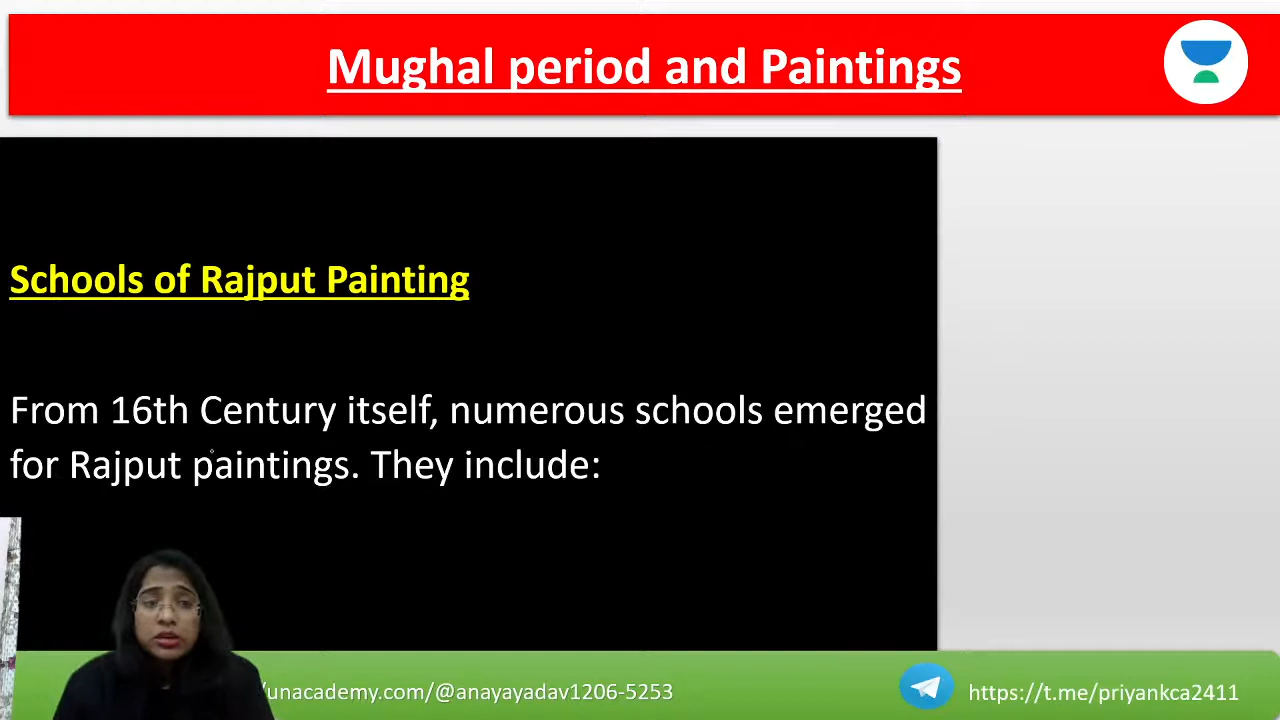 Mughal period and Paintings
Schools of Rajput Painting
From 16th Century itself, numerous schools emerged
for Rajput paintings. They include:
/unacademy.com/@anayayadav1206-5253
https://t.me/priyankca2411